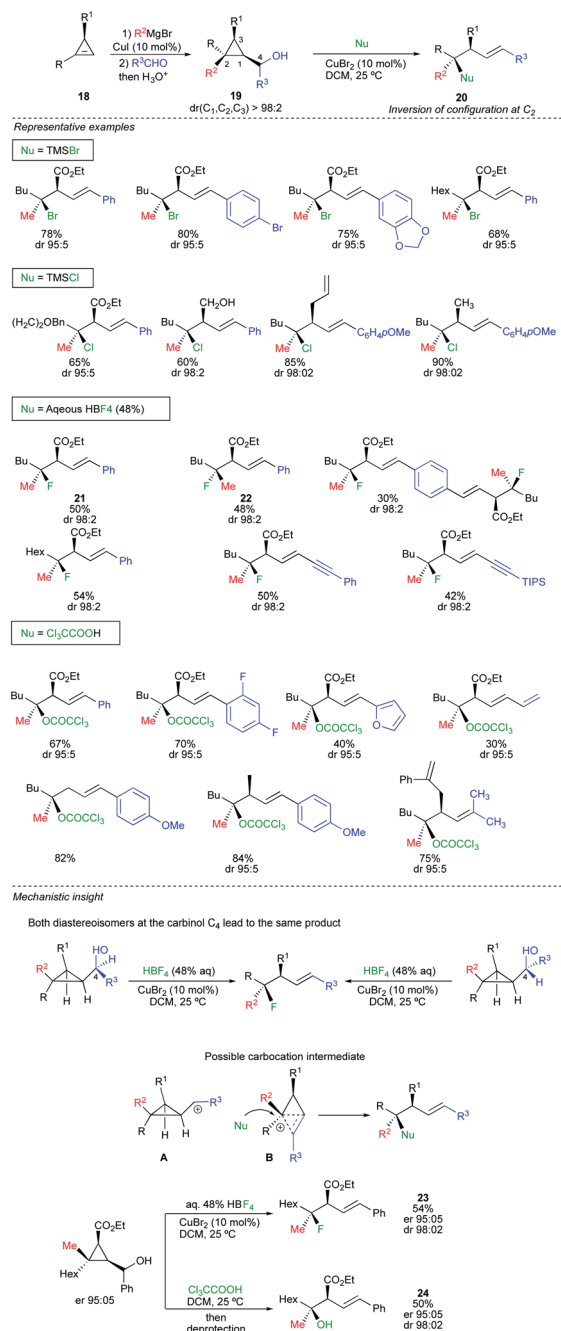 R1
R
18
1) R2MgBr
CuI (10 mol%)
2) R3CHO
then H3O+
R1
R
3
4
OH
2
1
R2
R3
19
dr(C1,C2,C3) > 98:2
Nu
CuBr2 (10 mol%)
DCM, 25 ºC
R1
R
R3
R2
Nu
20
Inversion of configuration at C2
Representative examples
Nu = TMSBr
CO2Et
Bu
Ph
Me
Br
78%
dr 95:5
CO2Et
Bu
Me
Br
Br
80%
dr 95:5
CO2Et
Bu
Me
Br
O
O
75%
dr 95:5
CO2Et
Hex
Ph
Me
Br
68%
dr 95:5
Nu = TMSCl
CO2Et
(H2C)2OBn
Ph
Me
Cl
65%
dr 95:5
CH2OH
Bu
Ph
Me
Cl
60%
dr 98:2
Bu
C6H4pOMe
Me
Cl
85%
dr 98:02
CH3
Bu
C6H4pOMe
Me
Cl
90%
dr 98:02
Nu = Aqeous HBF4 (48%)
CO2Et
Bu
Ph
Me
F
21
50%
dr 98:2
CO2Et
Bu
Ph
F
Me
22
48%
dr 98:2
CO2Et
Bu
Me
F
Me
F
Bu
CO2Et
30%
dr 98:2
CO2Et
Hex
Ph
Me
F
54%
dr 98:2
CO2Et
Bu
Me
F
Ph
50%
dr 98:2
CO2Et
Bu
Me
F
TIPS
42%
dr 98:2
Nu = Cl3CCOOH
CO2Et
Bu
Ph
Me
OCOCCl3
67%
dr 95:5
CO2Et
F
Bu
Me
OCOCCl3
F
70%
dr 95:5
CO2Et
Bu
O
Me
OCOCCl3
40%
dr 95:5
CO2Et
Bu
Me
OCOCCl3
30%
dr 95:5
Bu
Me
OCOCCl3
OMe
82%
Bu
Me
OCOCCl3
OMe
84%
dr 95:5
Ph
CH3
Bu
CH3
Me
OCOCCl3
75%
dr 95:5
Mechanistic insight
Both diastereoisomers at the carbinol C4 lead to the same product
R1
HO
H
R2
4
R3
R
H
H
HBF4 (48% aq)
CuBr2 (10 mol%)
DCM, 25 ºC
R1
R
R3
R2
F
HBF4 (48% aq)
CuBr2 (10 mol%)
DCM, 25 ºC
R1
HO
R3
R2
4
H
R
H
H
Possible carbocation intermediate
R1
R2
R3
+
R
H
H
A
R1
R2
R
+
Nu
R3
B
R1
R
R3
R2
Nu
CO2Et
Me
OH
Hex
Ph
er 95:05
aq. 48% HBF4
CuBr2 (10 mol%)
DCM, 25 ºC
CO2Et
Hex
Ph
Me
F
23
54%
er 95:05
dr 98:02
Cl3CCOOH
DCM, 25 ºC
then
deprotection
CO2Et
Hex
Ph
Me
OH
24
50%
er 95:05
dr 98:02